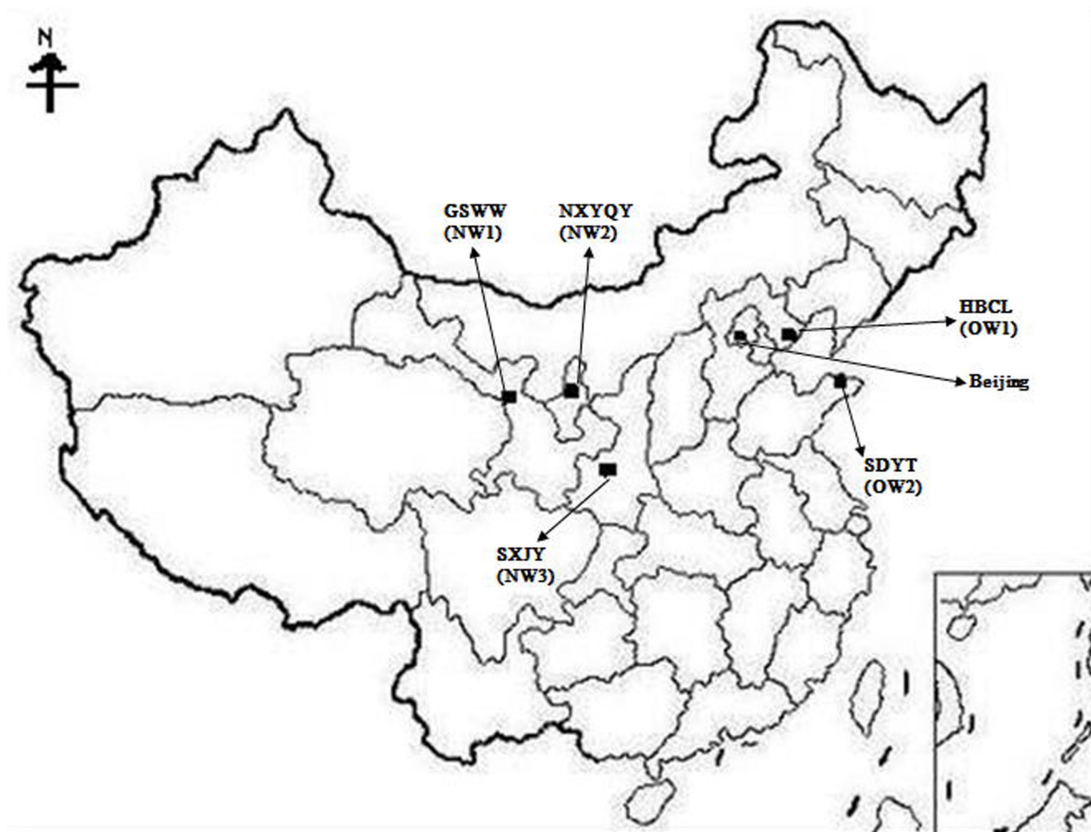 N
GSWW
(NW1)
NXYQY
(NW2)
HBCL
(OW1)
Beijing
SDYT
(OW2)
SXJY
(NW3)